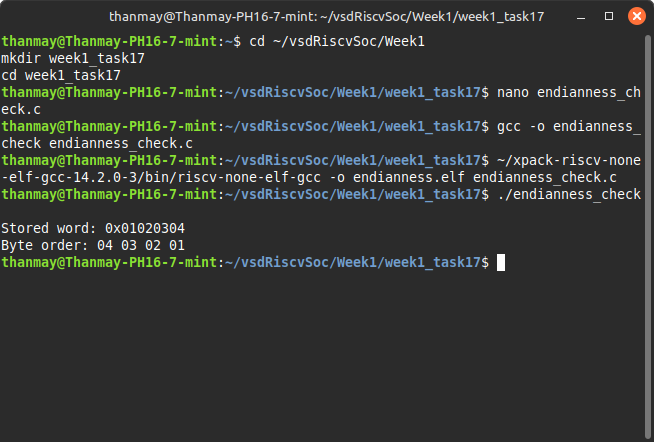 thanmay@Thanmay-PH16-7-mint: ~/vsdRiscvSoc/Week1/week1_task17
thanmay@Thanmay-PH16-7-mint:~$ cd ~/vsdRiscvSoc/Week1
mkdir week1_task17
cd week1_task17
thanmay@Thanmay-PH16-7-mint:~/vsdRiscvSoc/Week1/week1_task17$ nano endianness_ch
eck.c
thanmay@Thanmay-PH16-7-mint:~/vsdRiscvSoc/Week1/week1_task17$ gcc -o endianness_
check endianness_check.c
thanmay@Thanmay-PH16-7-mint:~/vsdRiscvSoc/Week1/week1_task17$ ~/xpack-riscv-none
-elf-gcc-14.2.0-3/bin/riscv-none-elf-gcc -o endianness.elf endianness_check.c
thanmay@Thanmay-PH16-7-mint:~/vsdRiscvSoc/Week1/week1_task17$ ./endianness_check
Stored word: 0x01020304
Byte order: 04 03 02 01
thanmay@Thanmay-PH16-7-mint:~/vsdRiscvSoc/Week1/week1_task17$